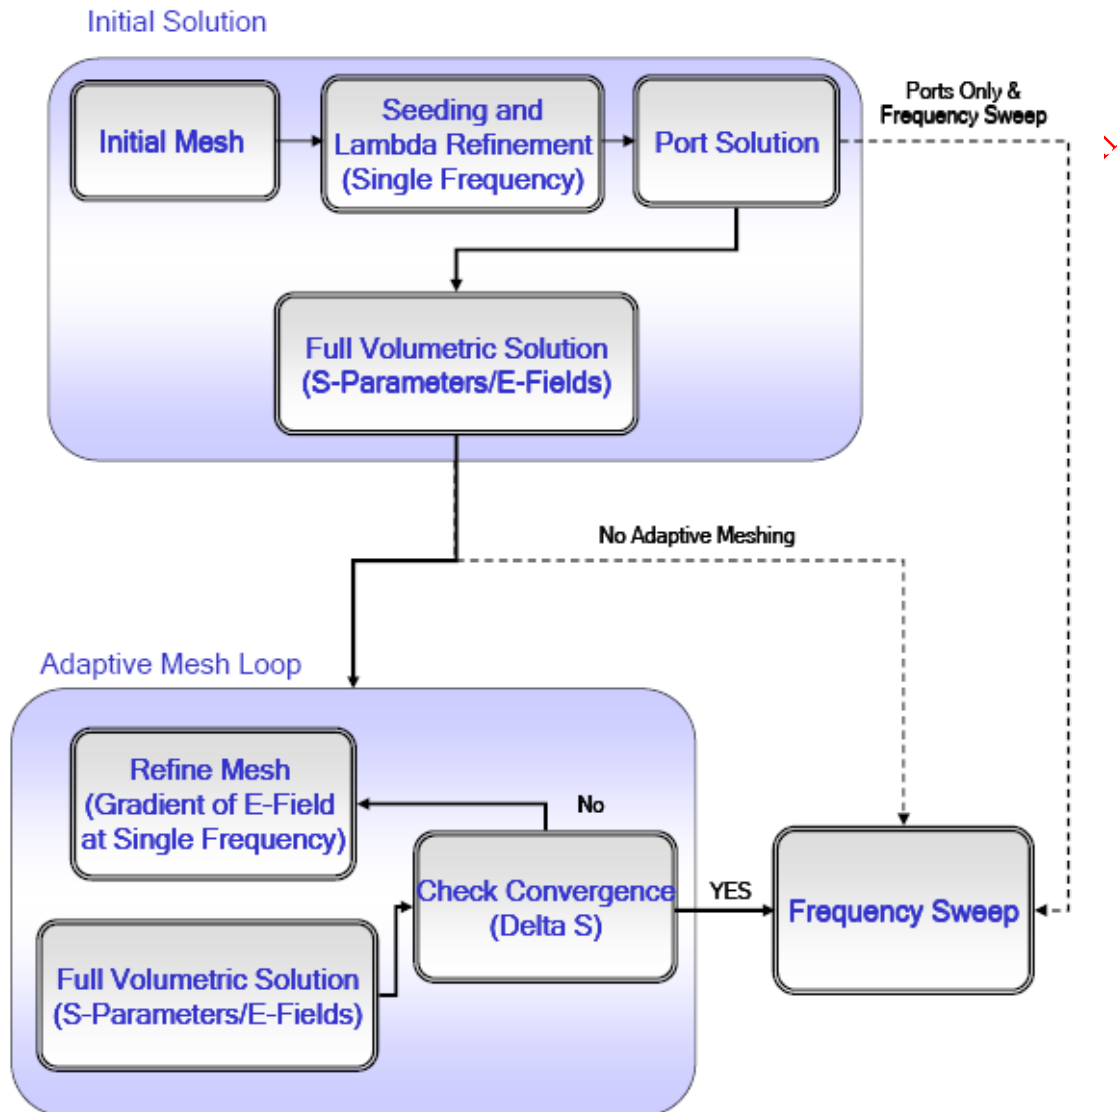 Initial Solution
Initial Mesh
Seeding and
Lambda Refinement
(Single Frequency)
Port Solution
Ports Only &
Frequency Sweep
Full Volumetric Solution
(S-Parameters/E-Fields)
No Adaptive Meshing
Adaptive Mesh Loop
Refine Mesh
(Gradient of E-Field
at Single Frequency)
No
Check Convergence
(Delta S)
YES
Frequency Sweep
Full Volumetric Solution
(S-Parameters/E-Fields)